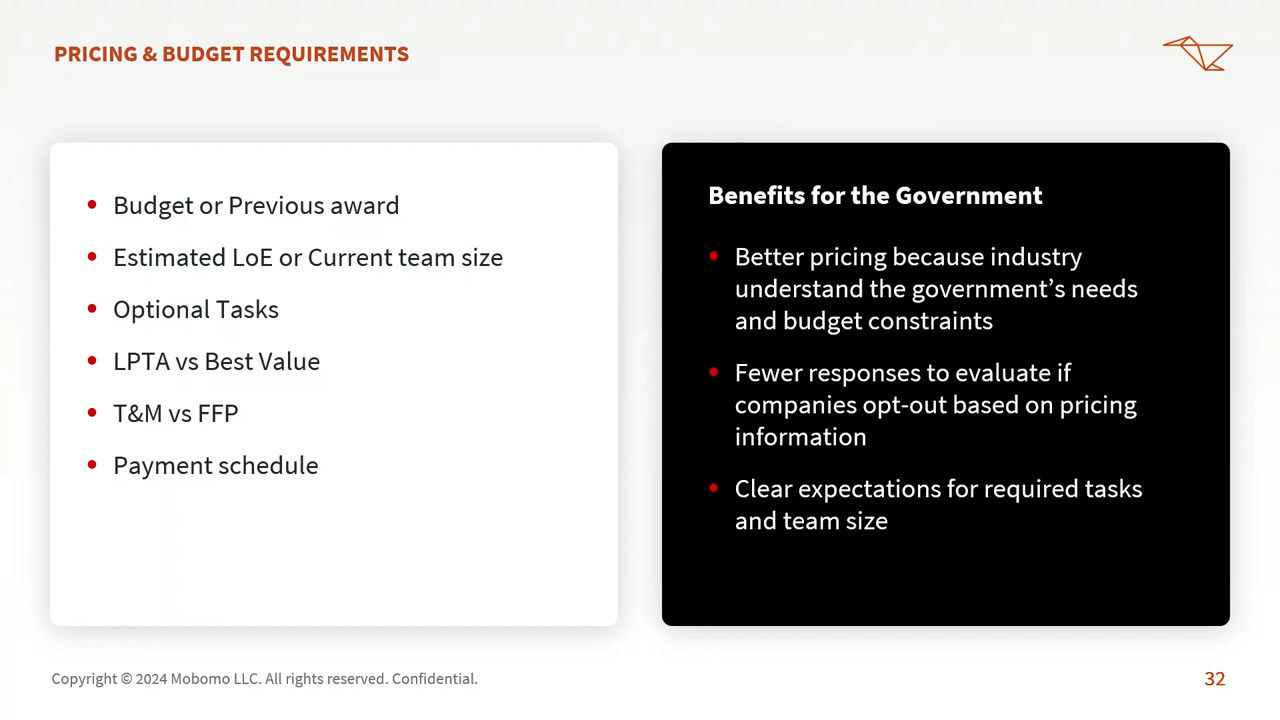 PRICING & BUDGET REQUIREMENTS
Budget or Previous award
Estimated LoE or Current team size
Optional Tasks
LPTA vs Best Value
T&M vs FFP
Payment schedule
Benefits for the Government
Better pricing because industry
understand the government’s needs
and budget constraints
Fewer responses to evaluate if
companies opt-out based on pricing
information
Clear expectations for required tasks
and team size
Copyright © 2024 Mobomo LLC. All rights reserved. Confidential.
32